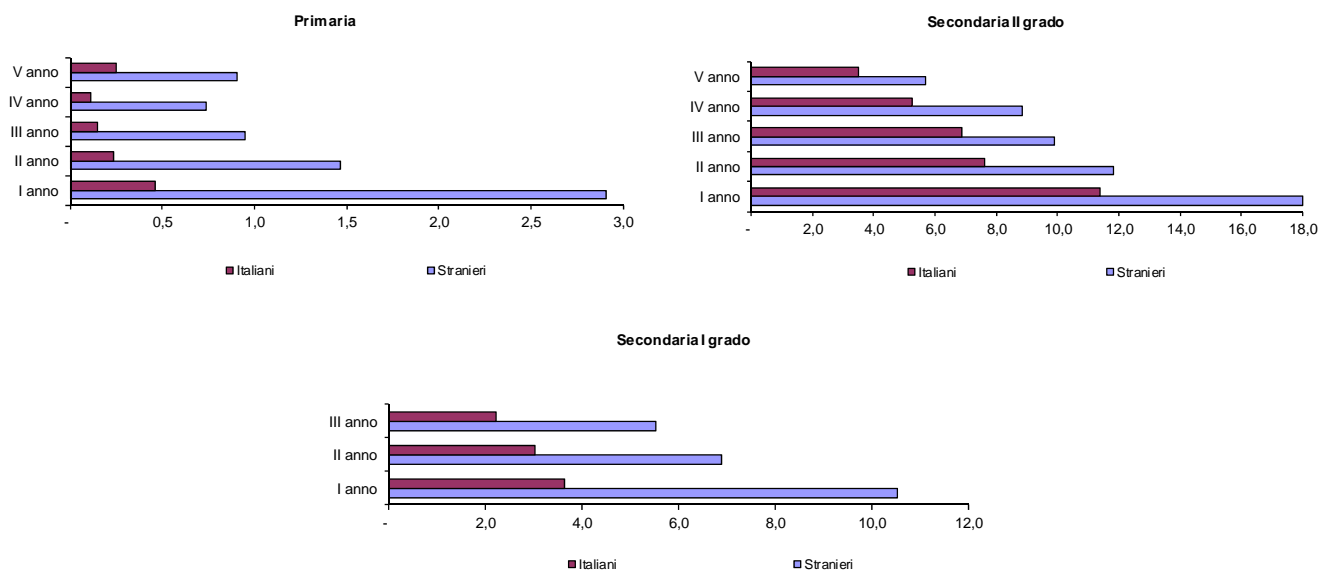 Primaria
V anno
IV anno
III anno
II anno
I anno
- 0,5 1,0 1,5 2,0 2,5 3,0
Italiani Stranieri
Secondaria II grado
V anno
IV anno
III anno
II anno
I anno
- 2,0 4,0 6,0 8,0 10,0 12,0 14,0 16,0 18,0
Italiani Stranieri
Secondaria I grado
III anno
II anno
I anno
- 2,0 4,0 6,0 8,0 10,0 12,0
Italiani Stranieri